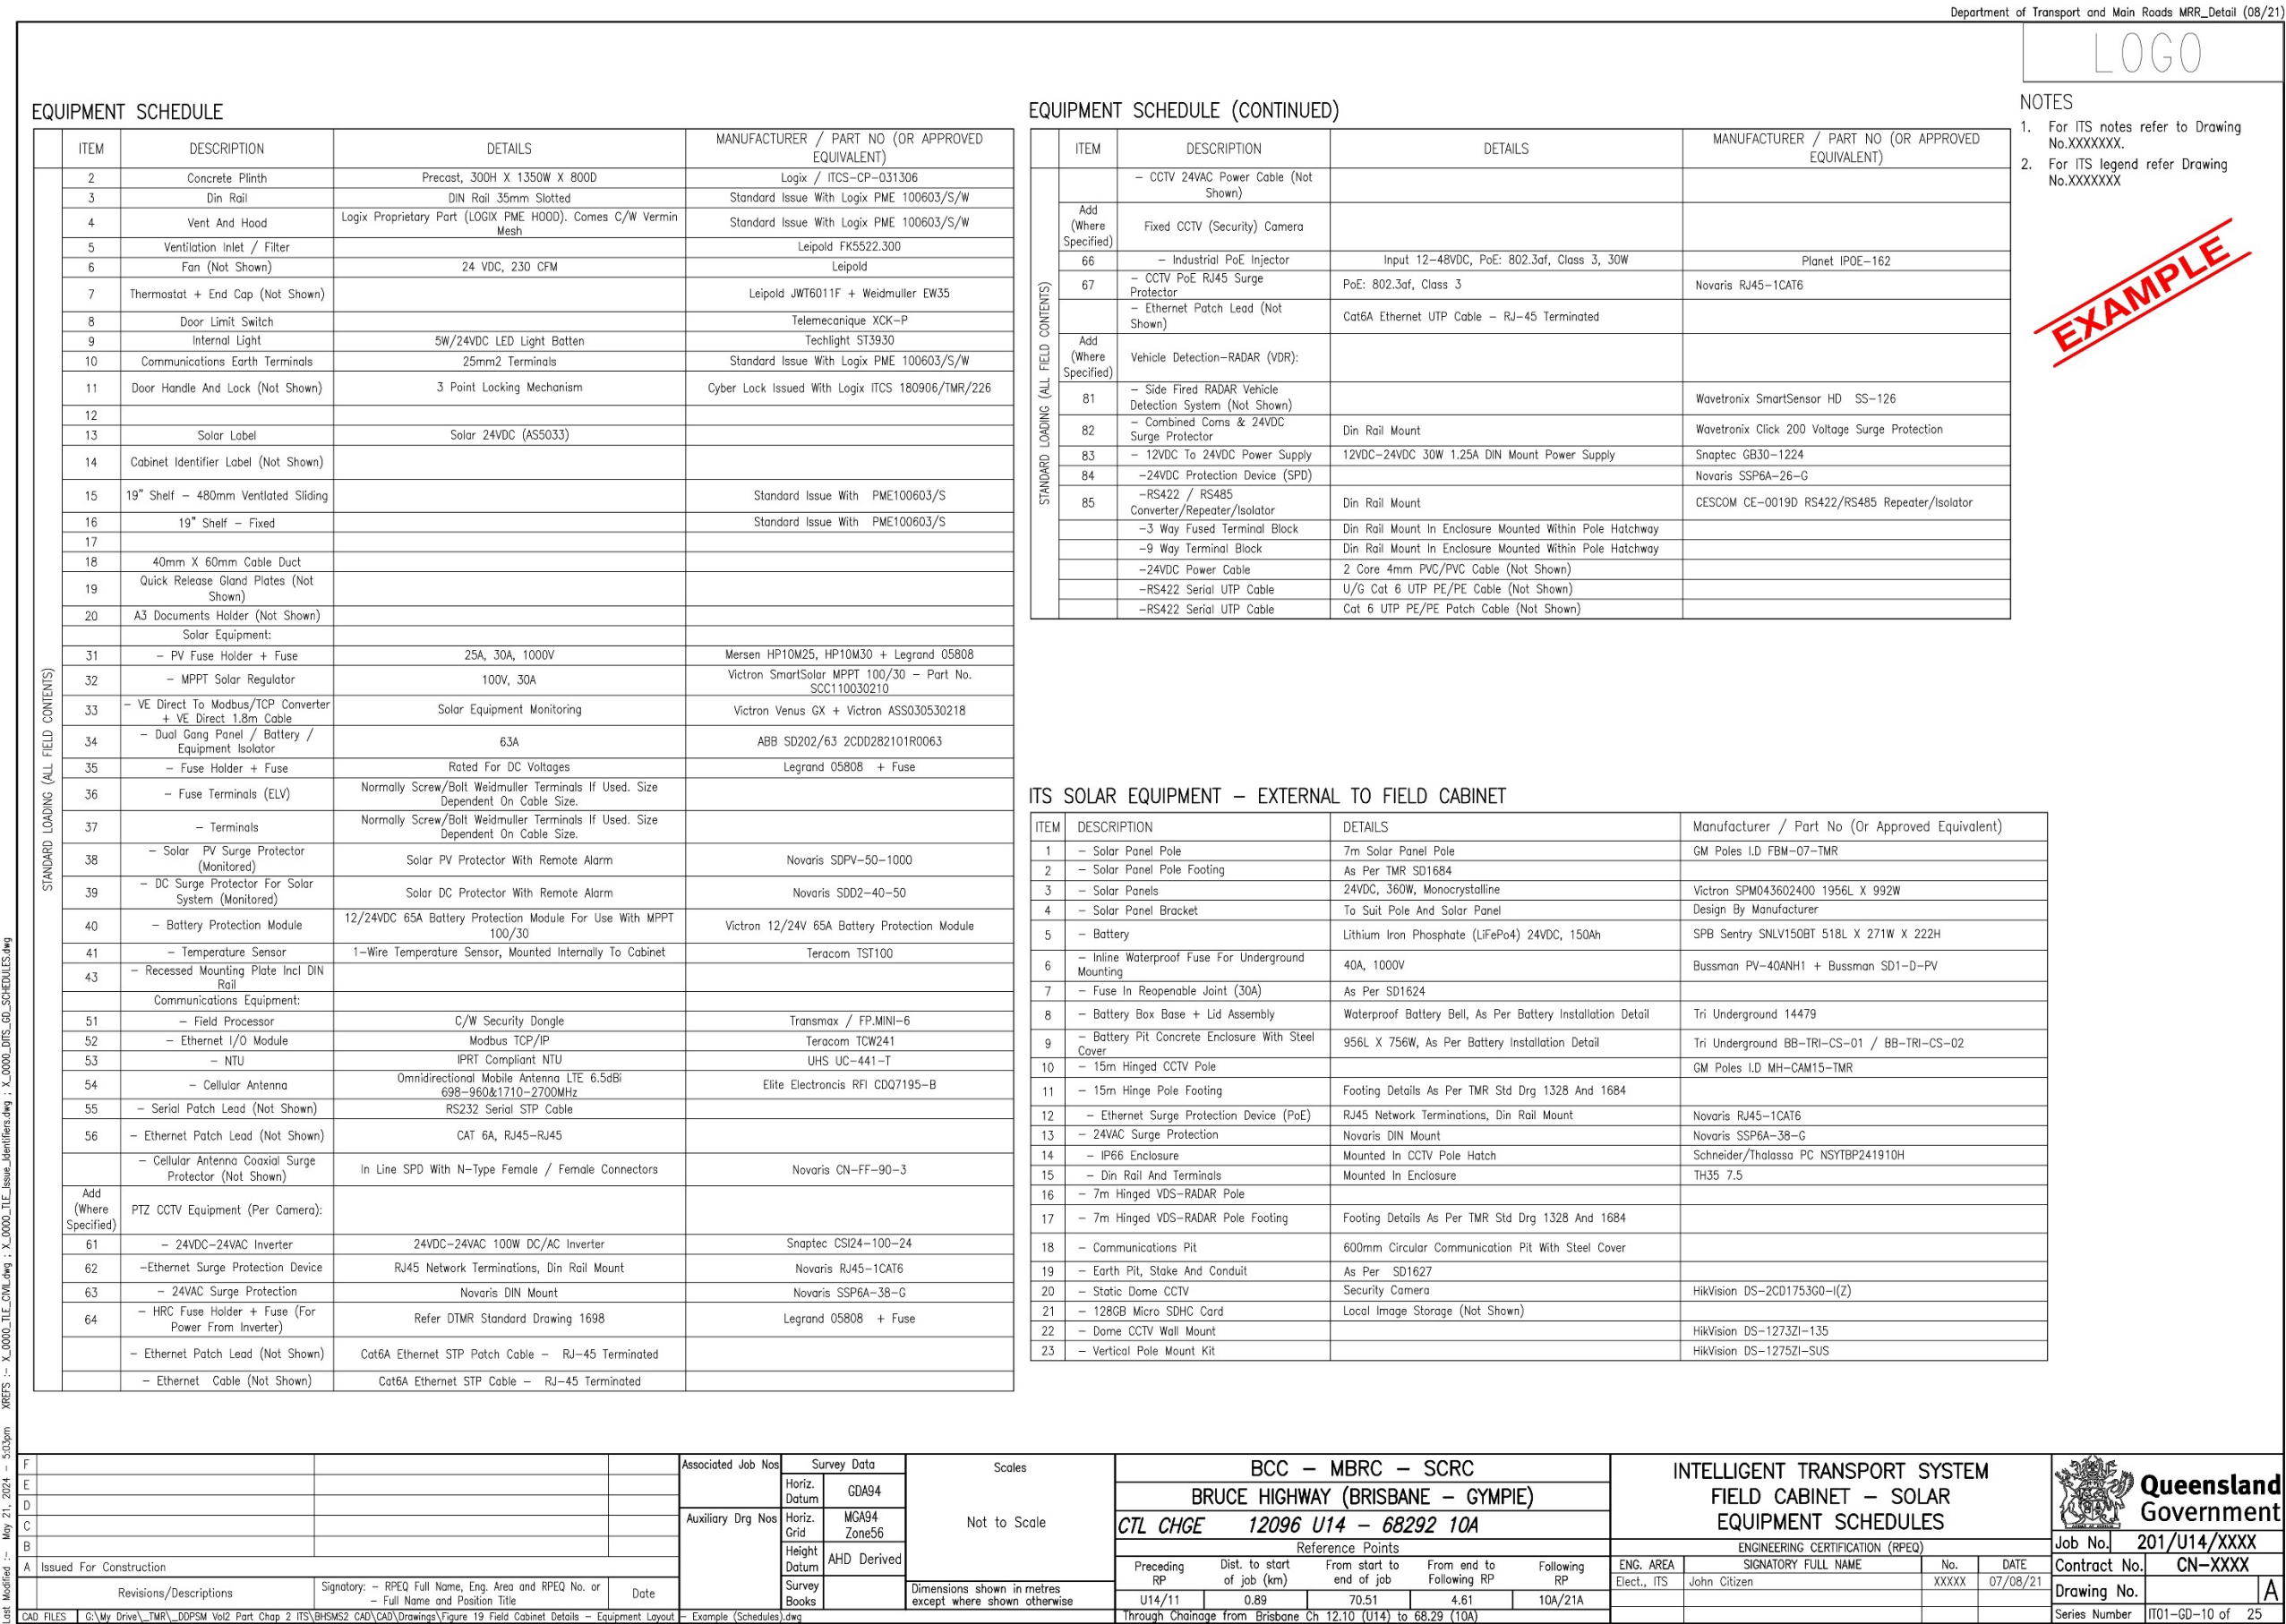 Department of Transport and Main Roads MRR_Detail (08/21)
LOGO
EQUIPMENT SCHEDULE
ITEM DESCRIPTION DETAILS MANUFACTURER / PART NO (OR APPROVED EQUIVALENT)
STANDARD LOADING (ALL FIELD CONTENTS)
2 Concrete Plinth Precast, 300H X 1350W X 800D Logix / ITCS-CP-031306
3 Din Rail DIN Rail 35mm Slotted Standard Issue With Logix PME 100603/S/W
4 Vent And Hood Logix Proprietary Part (LOGIX PME HOOD). Comes C/W Vermin Mesh Standard Issue With Logix PME 100603/S/W
5 Ventilation Inlet / Filter Leipold FK5522.300
6 Fan (Not Shown) 24 VDC, 230 CFM Leipold
7 Thermostat + End Cap (Not Shown) Leipold JWT6011F + Weidmuller EW35
8 Door Limit Switch Telemecanique XCK-P
9 Internal Light 5W/24VDC LED Light Batten Techlight ST3930
10 Communications Earth Terminals 25mm2 Terminals Standard Issue With Logix PME 100603/S/W
11 Door Handle And Lock (Not Shown) 3 Point Locking Mechanism Cyber Lock Issued With Logix ITCS 180906/TMR/226
12
13 Solar Label Solar 24VDC (AS5033)
14 Cabinet Identifier Label (Not Shown)
15 19" Shelf - 480mm Ventlated Sliding Standard Issue With PME100603/S
16 19" Shelf - Fixed Standard Issue With PME100603/S
17
18 40mm X 60mm Cable Duct
19 Quick Release Gland Plates (Not Shown)
20 A3 Documents Holder (Not Shown)
Solar Equipment:
31 - PV Fuse Holder + Fuse 25A, 30A, 1000V Mersen HP10M25, HP10M30 + Legrand 05808
32 - MPPT Solar Regulator 100V, 30A Victron SmartSolar MPPT 100/30 - Part No. SCC110030210
33 - VE Direct To Modbus/TCP Converter + VE Direct 1.8m Cable Solar Equipment Monitoring Victron Venus GX + Victron ASS030530218
34 - Dual Gang Panel / Battery / Equipment Isolator 63A ABB SD202/63 2CDD282101R0063
35 - Fuse Holder + Fuse Rated For DC Voltages Legrand 05808 + Fuse
36 - Fuse Terminals (ELV) Normally Screw/Bolt Weidmuller Terminals If Used. Size Dependent On Cable Size.
37 - Terminals Normally Screw/Bolt Weidmuller Terminals If Used. Size Dependent On Cable Size.
38 - Solar PV Surge Protector (Monitored) Solar PV Protector With Remote Alarm Novaris SDPV-50-1000
39 - DC Surge Protector For Solar System (Monitored) Solar DC Protector With Remote Alarm Novaris SDD2-40-50
40 - Battery Protection Module 12/24VDC 65A Battery Protection Module For Use With MPPT 100/30 Victron 12/24V 65A Battery Protection Module
41 - Temperature Sensor 1-Wire Temperature Sensor, Mounted Internally To Cabinet Teracom TST100
43 - Recessed Mounting Plate Incl DIN Rail
Communications Equipment:
51 - Field Processor C/W Security Dongle Transmax / FP.MINI-6
52 - Ethernet I/O Module Modbus TCP/IP Teracom TCW241
53 - NTU IPRT Compliant NTU UHS UC-441-T
54 - Cellular Antenna Omnidirectional Mobile Antenna LTE 6.5dBi 698-960&1710-2700MHz Elite Electroncis RFI CDQ7195-B
55 - Serial Patch Lead (Not Shown) RS232 Serial STP Cable
56 - Ethernet Patch Lead (Not Shown) CAT 6A, RJ45-RJ45
- Cellular Antenna Coaxial Surge Protector (Not Shown) In Line SPD With N-Type Female / Female Connectors Novaris CN-FF-90-3
Add (Where Specified) PTZ CCTV Equipment (Per Camera):
61 - 24VDC-24VAC Inverter 24VDC-24VAC 100W DC/AC Inverter Snaptec CSI24-100-24
62 -Ethernet Surge Protection Device RJ45 Network Terminations, Din Rail Mount Novaris RJ45-1CAT6
63 - 24VAC Surge Protection Novaris DIN Mount Novaris SSP6A-38-G
64 - HRC Fuse Holder + Fuse (For Power From Inverter) Refer DTMR Standard Drawing 1698 Legrand 05808 + Fuse
- Ethernet Patch Lead (Not Shown) Cat6A Ethernet STP Patch Cable - RJ-45 Terminated
- Ethernet Cable (Not Shown) Cat6A Ethernet STP Cable - RJ-45 Terminated
EQUIPMENT SCHEDULE (CONTINUED)
ITEM DESCRIPTION DETAILS MANUFACTURER / PART NO (OR APPROVED EQUIVALENT)
STANDARD LOADING (ALL FIELD CONTENTS)
- CCTV 24VAC Power Cable (Not Shown)
Add (Where Specified) Fixed CCTV (Security) Camera
66 - Industrial PoE Injector Input 12-48VDC, PoE: 802.3af, Class 3, 30W Planet IPOE-162
67 - CCTV PoE RJ45 Surge Protector PoE: 802.3af, Class 3 Novaris RJ45-1CAT6
- Ethernet Patch Lead (Not Shown) Cat6A Ethernet UTP Cable - RJ-45 Terminated
Add (Where Specified) Vehicle Detection-RADAR (VDR):
81 - Side Fired RADAR Vehicle Detection System (Not Shown) Wavetronix SmartSensor HD SS-126
82 - Combined Coms & 24VDC Surge Protector Din Rail Mount Wavetronix Click 200 Voltage Surge Protection
83 - 12VDC To 24VDC Power Supply 12VDC-24VDC 30W 1.25A DIN Mount Power Supply Snaptec GB30-1224
84 -24VDC Protection Device (SPD) Novaris SSP6A-26-G
85 -RS422 / RS485 Converter/Repeater/Isolator Din Rail Mount CESCOM CE-0019D RS422/RS485 Repeater/Isolator
-3 Way Fused Terminal Block Din Rail Mount In Enclosure Mounted Within Pole Hatchway
-9 Way Terminal Block Din Rail Mount In Enclosure Mounted Within Pole Hatchway
-24VDC Power Cable 2 Core 4mm PVC/PVC Cable (Not Shown)
-RS422 Serial UTP Cable U/G Cat 6 UTP PE/PE Cable (Not Shown)
-RS422 Serial UTP Cable Cat 6 UTP PE/PE Patch Cable (Not Shown)
NOTES
1. For ITS notes refer to Drawing
No.XXXXXXX.
2. For ITS legend refer Drawing
No.XXXXXXX
EXAMPLE
ITS SOLAR EQUIPMENT - EXTERNAL TO FIELD CABINET
ITEM DESCRIPTION DETAILS Manufacturer / Part No (Or Approved Equivalent)
1 - Solar Panel Pole 7m Solar Panel Pole GM Poles I.D FBM-07-TMR
2 - Solar Panel Pole Footing As Per TMR SD1684
3 - Solar Panels 24VDC, 360W, Monocrystalline Victron SPM043602400 1956L X 992W
4 - Solar Panel Bracket To Suit Pole And Solar Panel Design By Manufacturer
5 - Battery Lithium Iron Phosphate (LiFePo4) 24VDC, 150Ah SPB Sentry SNLV150BT 518L X 271W X 222H
6 - Inline Waterproof Fuse For Underground Mounting 40A, 1000V Bussman PV-40ANH1 + Bussman SD1-D-PV
7 - Fuse In Reopenable Joint (30A) As Per SD1624
8 - Battery Box Base + Lid Assembly Waterproof Battery Bell, As Per Battery Installation Detail Tri Underground 14479
9 - Battery Pit Concrete Enclosure With Steel Cover 956L X 756W, As Per Battery Installation Detail Tri Underground BB-TRI-CS-01 / BB-TRI-CS-02
10 - 15m Hinged CCTV Pole GM Poles I.D MH-CAM15-TMR
11 - 15m Hinge Pole Footing Footing Details As Per TMR Std Drg 1328 And 1684
12 - Ethernet Surge Protection Device (PoE) RJ45 Network Terminations, Din Rail Mount Novaris RJ45-1CAT6
13 - 24VAC Surge Protection Novaris DIN Mount Novaris SSP6A-38-G
14 - IP66 Enclosure Mounted In CCTV Pole Hatch Schneider/Thalassa PC NSYTBP241910H
15 - Din Rail And Terminals Mounted In Enclosure TH35 7.5
16 - 7m Hinged VDS-RADAR Pole
17 - 7m Hinged VDS-RADAR Pole Footing Footing Details As Per TMR Std Drg 1328 And 1684
18 - Communications Pit 600mm Circular Communication Pit With Steel Cover
19 - Earth Pit, Stake And Conduit As Per SD1627
20 - Static Dome CCTV Security Camera HikVision DS-2CD1753G0-I(Z)
21 - 128GB Micro SDHC Card Local Image Storage (Not Shown)
22 - Dome CCTV Wall Mount HikVision DS-1273ZI-135
23 - Vertical Pole Mount Kit HikVision DS-1275ZI-SUS
Last Modified :- May 21, 2024 - 5:03pm XREFS :- X_0000_TLE_CIVIL.dwg ; X_0000_TLE_Issue_Identifiers.dwg ; X_0000_DITS_GD_SCHEDULES.dwg
F
E
D
C
B
A Issued For Construction
Revisions/Descriptions
Signatory: - RPEQ Full Name, Eng. Area and RPEQ No. or
- Full Name and Position Title
Date
CAD FILES G:\My Drive\_TMR\_DDPSM Vol2 Part Chap 2 ITS\BHSMS2 CAD\CAD\Drawings\Figure 19 Field Cabinet Details - Equipment Layout - Example (Schedules).dwg
Associated Job Nos
Auxiliary Drg Nos
Survey Data
Horiz. Datum GDA94
Horiz. Grid MGA94 Zone56
Height Datum AHD Derived
Survey Books
Scales
Not to Scale
Dimensions shown in metres
except where shown otherwise
BCC - MBRC - SCRC
BRUCE HIGHWAY (BRISBANE - GYMPIE)
CTL CHGE 12096 U14 - 68292 10A
Reference Points
Preceding RP Dist. to start of job (km) From start to end of job From end to Following RP Following RP
U14/11 0.89 70.51 4.61 10A/21A
Through Chainage from Brisbane Ch 12.10 (U14) to 68.29 (10A)
INTELLIGENT TRANSPORT SYSTEM
FIELD CABINET - SOLAR
EQUIPMENT SCHEDULES
ENGINEERING CERTIFICATION (RPEQ)
ENG. AREA SIGNATORY FULL NAME No. DATE
Elect., ITS John Citizen XXXXX 07/08/21
Queensland
Government
Job No. 201/U14/XXXX
Contract No. CN-XXXX
Drawing No. A
Series Number IT01-GD-10 of 25